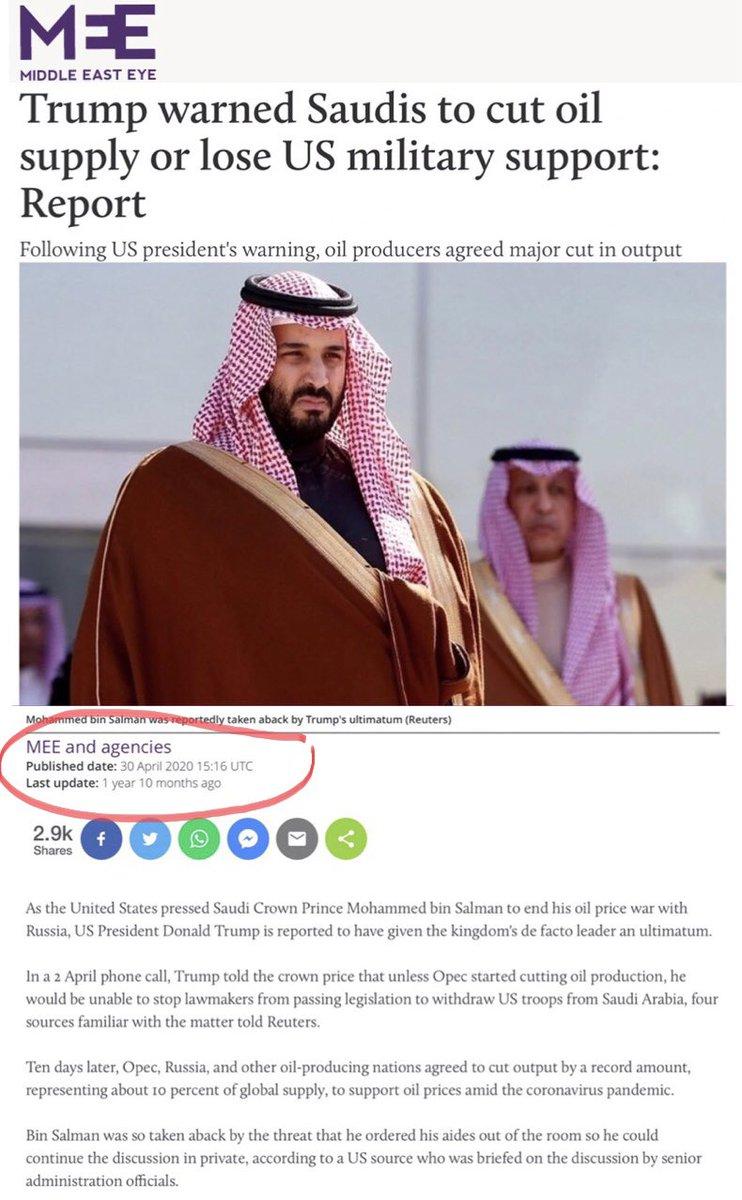 MEE
MIDDLE EAST EYE
Trump warned Saudis to cut oil
supply or lose US military support:
Report
Following US president's warning, oil producers agreed major cut in output
Mohammed bin Salman was reportedly taken aback by Trump's ultimatum (Reuters)
MEE and agencies
Published date: 30 April 2020 15:16 UTC
Last update: 1 year 10 months ago
2.9k
Shares
As the United States pressed Saudi Crown Prince Mohammed bin Salman to end his oil price war with
Russia, US President Donald Trump is reported to have given the kingdom's de facto leader an ultimatum.
In a 2 April phone call, Trump told the crown price that unless Opec started cutting oil production, he
would be unable to stop lawmakers from passing legislation to withdraw US troops from Saudi Arabia, four
sources familiar with the matter told Reuters.
Ten days later, Opec, Russia, and other oil-producing nations agreed to cut output by a record amount,
representing about 10 percent of global supply, to support oil prices amid the coronavirus pandemic.
Bin Salman was so taken aback by the threat that he ordered his aides out of the room so he could
continue the discussion in private, according to a US source who was briefed on the discussion by senior
administration officials.